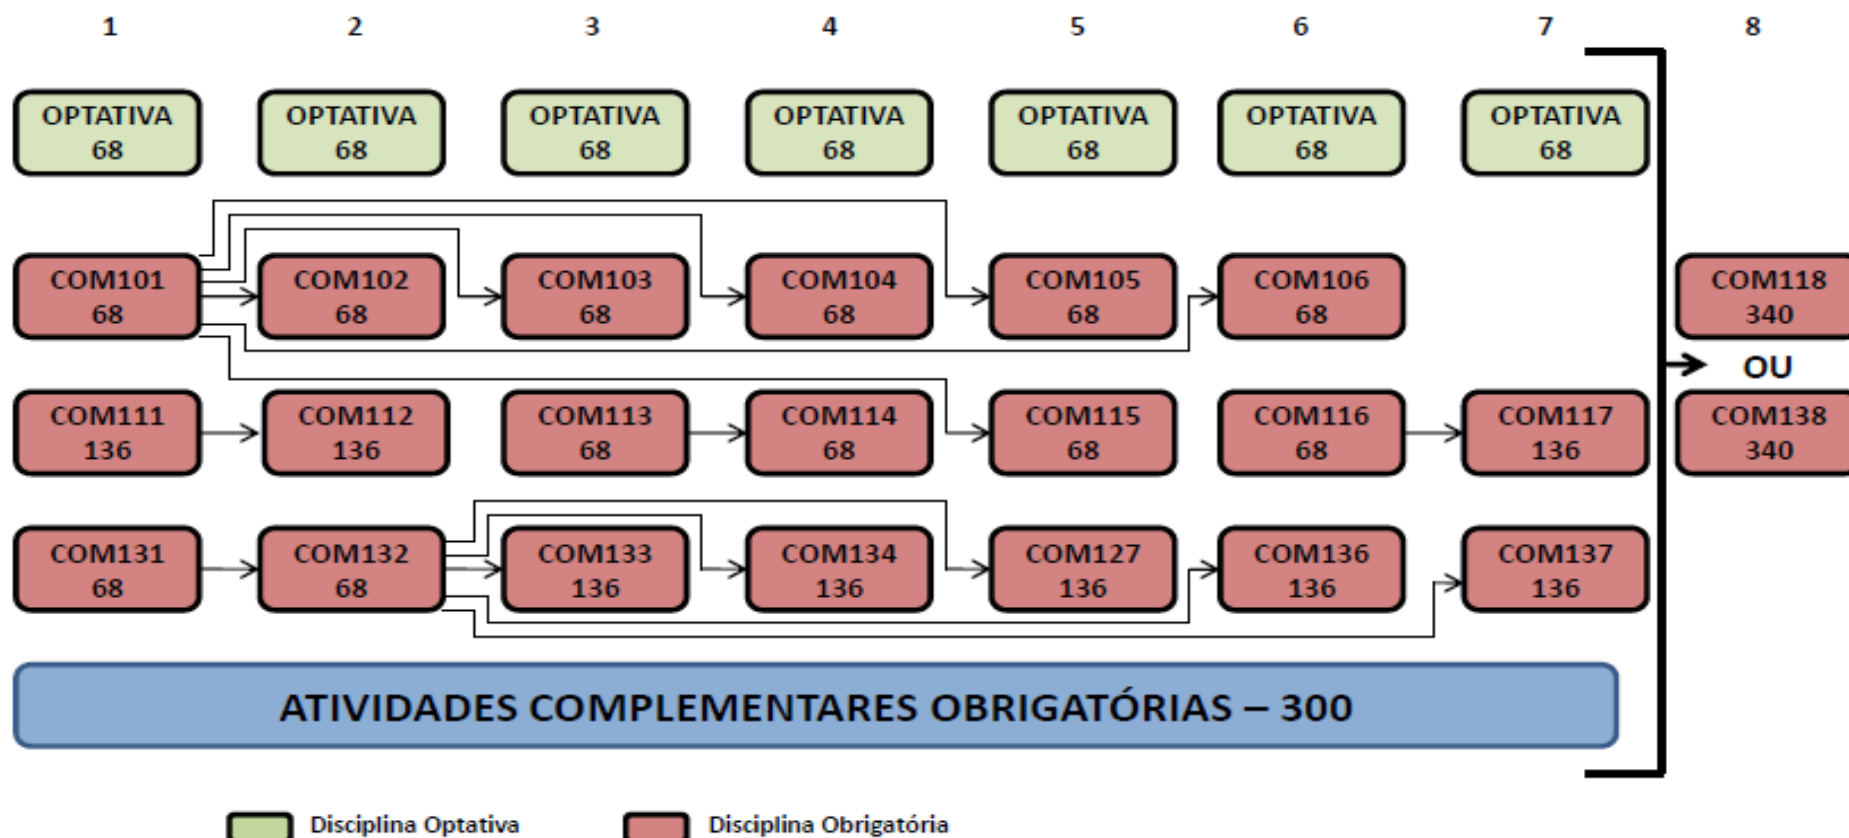 1 2 3 4 5 6 7 8
OPTATIVA OPTATIVA OPTATIVA OPTATIVA OPTATIVA OPTATIVA OPTATIVA
68 68 68 68 68 68 68
COM101 COM102 COM103 COM104 COM105 COM106 COM118
68 68 68 68 68 68 340
OU
COM111 COM112 COM113 COM114 COM115 COM116 COM117 COM138
136 136 68 68 68 68 136 340
COM131 COM132 COM133 COM134 COM127 COM136 COM137
68 68 136 136 136 136 136
ATIVIDADES COMPLEMENTARES OBRIGATÓRIAS – 300
Disciplina Optativa Disciplina Obrigatória